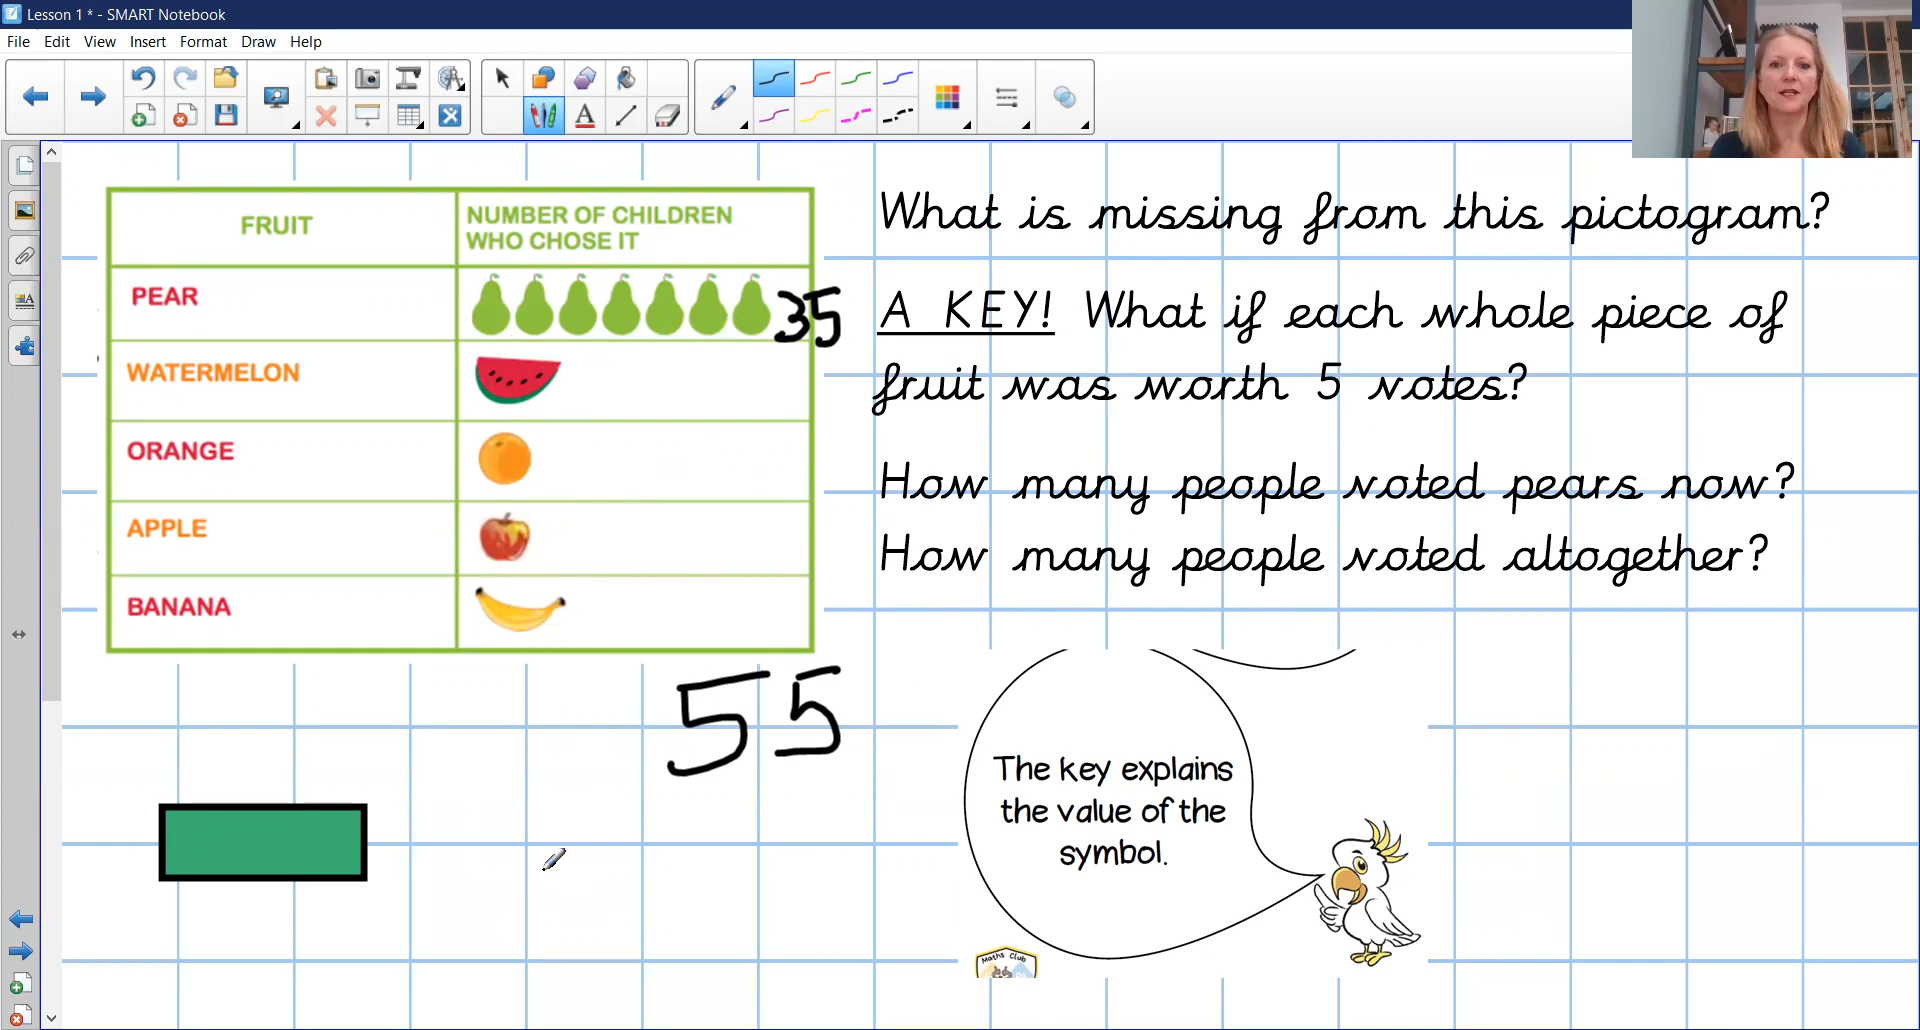 Lesson 1 * - SMART Notebook
File Edit View Insert Format Draw Help
FRUIT
NUMBER OF CHILDREN
WHO CHOSE IT
PEAR
35
WATERMELON
ORANGE
APPLE
BANANA
55
What is missing from this pictogram?
A KEY! What if each whole piece of
fruit was worth 5 votes?
How many people voted pears now?
How many people voted altogether?
The key explains
the value of the
symbol.
Maths Club